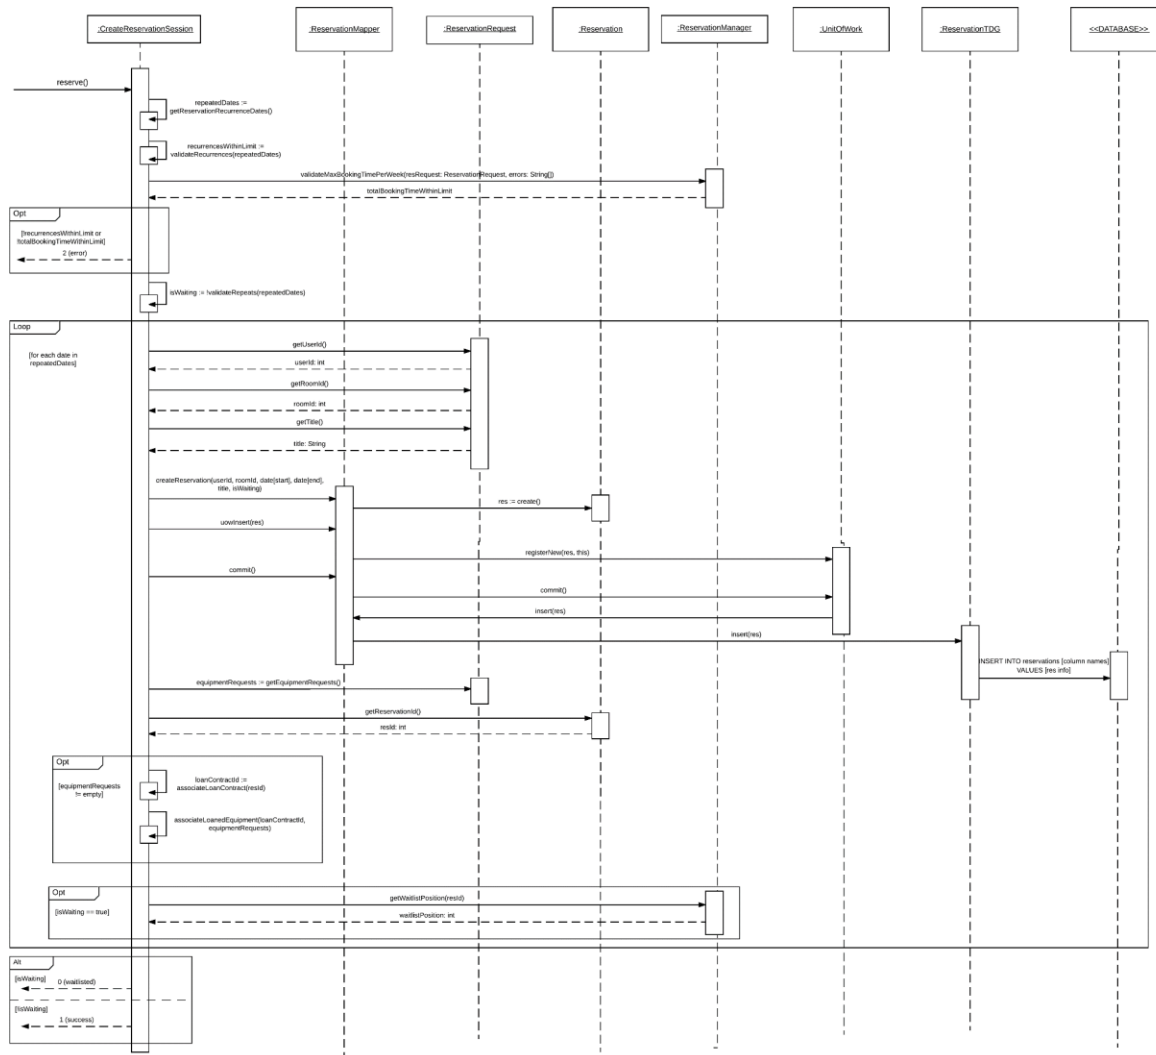 :CreateReservationSession
:ReservationMapper
:ReservationRequest
:Reservation
:ReservationManager
:UnitOfWork
:ReservationTDG
<<DATABASE>>
reserve()
repeatedDates :=
getReservationRecurrenceDates()
recurrencesWithinLimit :=
validateRecurrences(repeatedDates)
validateMaxBookingTimePerWeek(resRequest: ReservationRequest, errors: String[])
totalBookingTimeWithinLimit
Opt
[!recurrencesWithinLimit or
!totalBookingTimeWithinLimit]
2 (error)
isWaiting := !validateRepeats(repeatedDates)
Loop
[for each date in
repeatedDates]
getUserId()
userId: int
getRoomId()
roomId: int
getTitle()
title: String
createReservation(userId, roomId, date[start], date[end],
title, isWaiting)
res := create()
uowInsert(res)
registerNew(res, this)
commit()
commit()
insert(res)
insert(res)
INSERT INTO reservations [column names]
VALUES [res info]
equipmentRequests := getEquipmentRequests()
getReservationId()
resId: int
Opt
[equipmentRequests
!= empty]
loanContractId :=
associateLoanContract(resId)
associateLoanedEquipment(loanContractId,
equipmentRequests)
Opt
[isWaiting == true]
getWaitlistPosition(resId)
waitlistPosition: int
Alt
[isWaiting]
0 (waitlisted)
[!isWaiting]
1 (success)